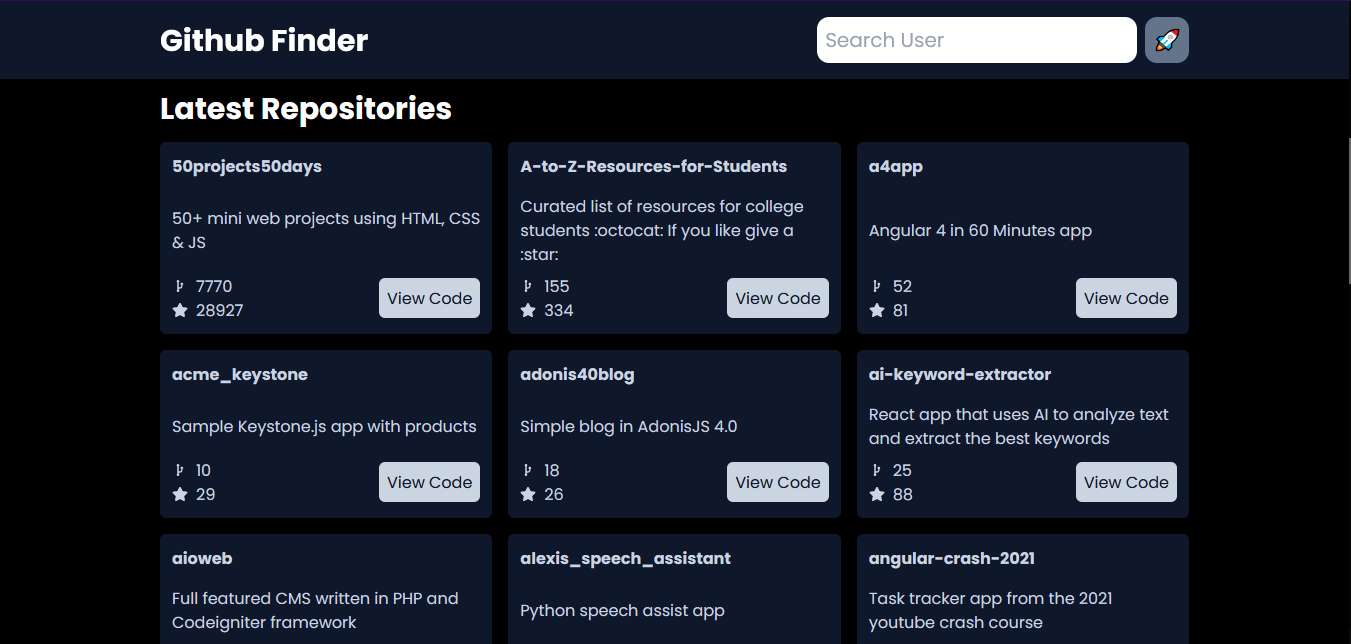 Github Finder
Search User
Latest Repositories
50projects50days
50+ mini web projects using HTML, CSS
& JS
7770
28927
View Code
A-to-Z-Resources-for-Students
Curated list of resources for college
students :octocat: If you like give a
:star:
155
334
View Code
a4app
Angular 4 in 60 Minutes app
52
81
View Code
acme_keystone
Sample Keystone.js app with products
10
29
View Code
adonis40blog
Simple blog in AdonisJS 4.0
18
26
View Code
ai-keyword-extractor
React app that uses AI to analyze text
and extract the best keywords
25
88
View Code
aioweb
Full featured CMS written in PHP and
Codeigniter framework
alexis_speech_assistant
Python speech assist app
angular-crash-2021
Task tracker app from the 2021
youtube crash course